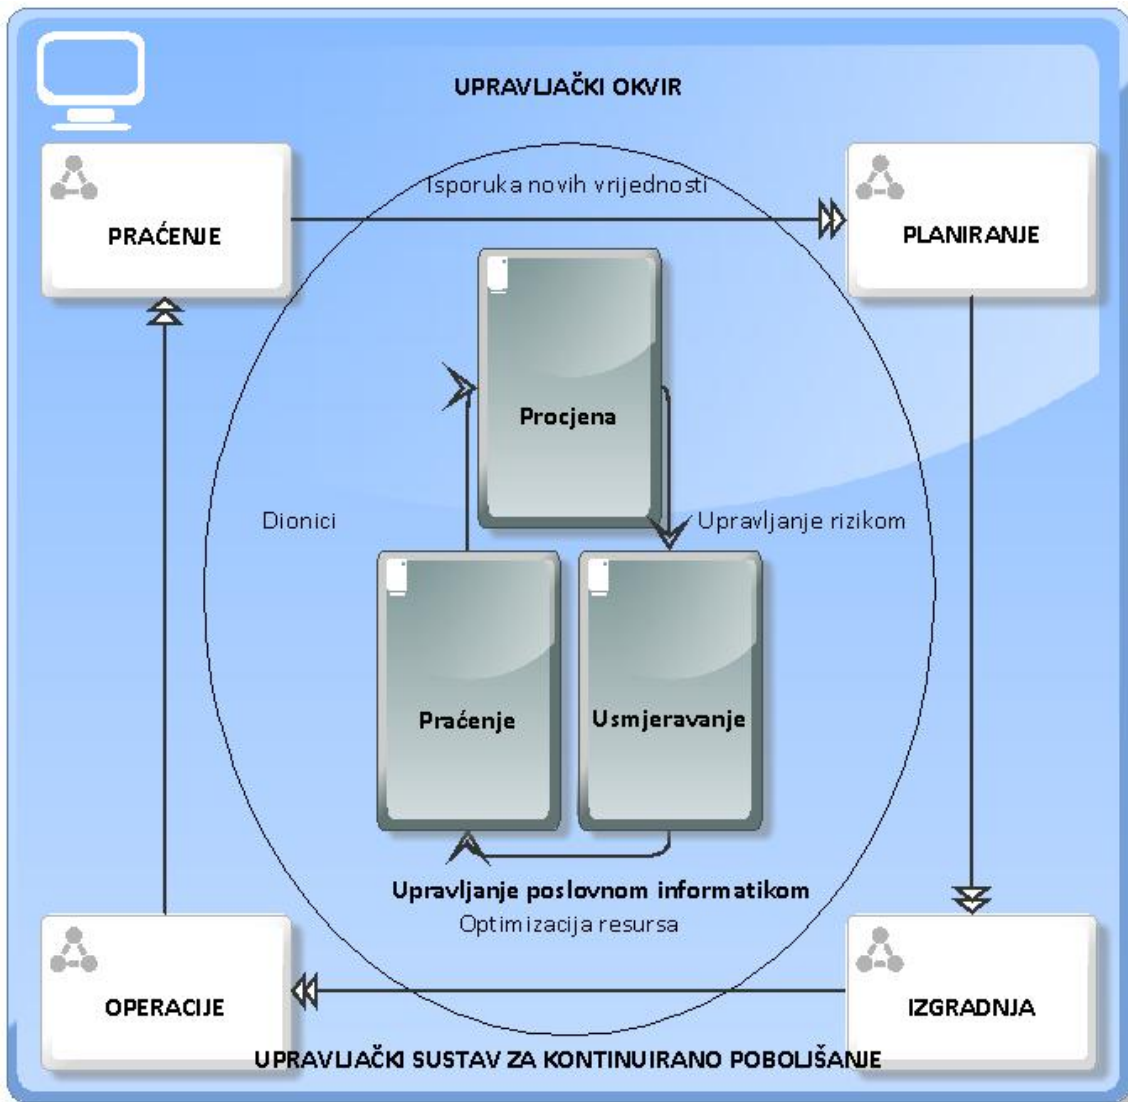 UPRAVLJAČKI OKVIR
Isporuka novih vrijednosti
PRAĆENJE
PLANIRANJE
Procjena
Dionici
Upravljanje rizikom
Praćenje
Usmjeravanje
Upravljanje poslovnom informatikom
Optimizacija resursa
OPERACIJE
IZGRADNJA
UPRAVLJAČKI SUSTAV ZA KONTINUIRANO POBOLJŠANJE